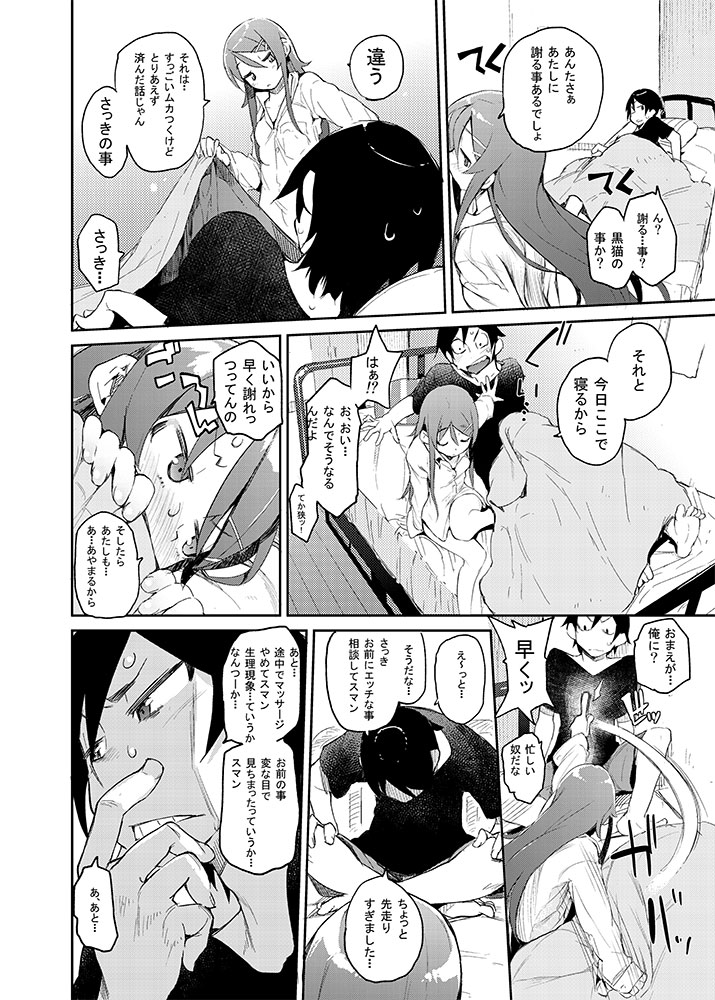 あんたさぁ
あたしに
謝る事あるでしょ
てくてく
てくてく
ん?
謝る…事?
黒猫の
事か?
違う
それは…
すっごいムカつくけど
とりあえず
済んだ話じゃん
さっきの事
さっき…
それと
今日ここで
寝るから
はぁ!?
お、おい…
なんでそうなる
んだよ
てか狭ッ!
いいから
早く謝れっ
つってんの
そしたら
あたしも…
あ…あやまるから
おまえが…
俺に?
早くッ
忙しい
奴だな
え〜っと…
そうだな…
さっき
お前にエッチな事
相談してスマン
ちょっと
先走り
すぎました…
あと…
途中でマッサージ
やめてスマン
生理現象…ていうか
なんつーか…
お前の事
変な目で
見ちまったっていうか…
スマン
あ、あと…